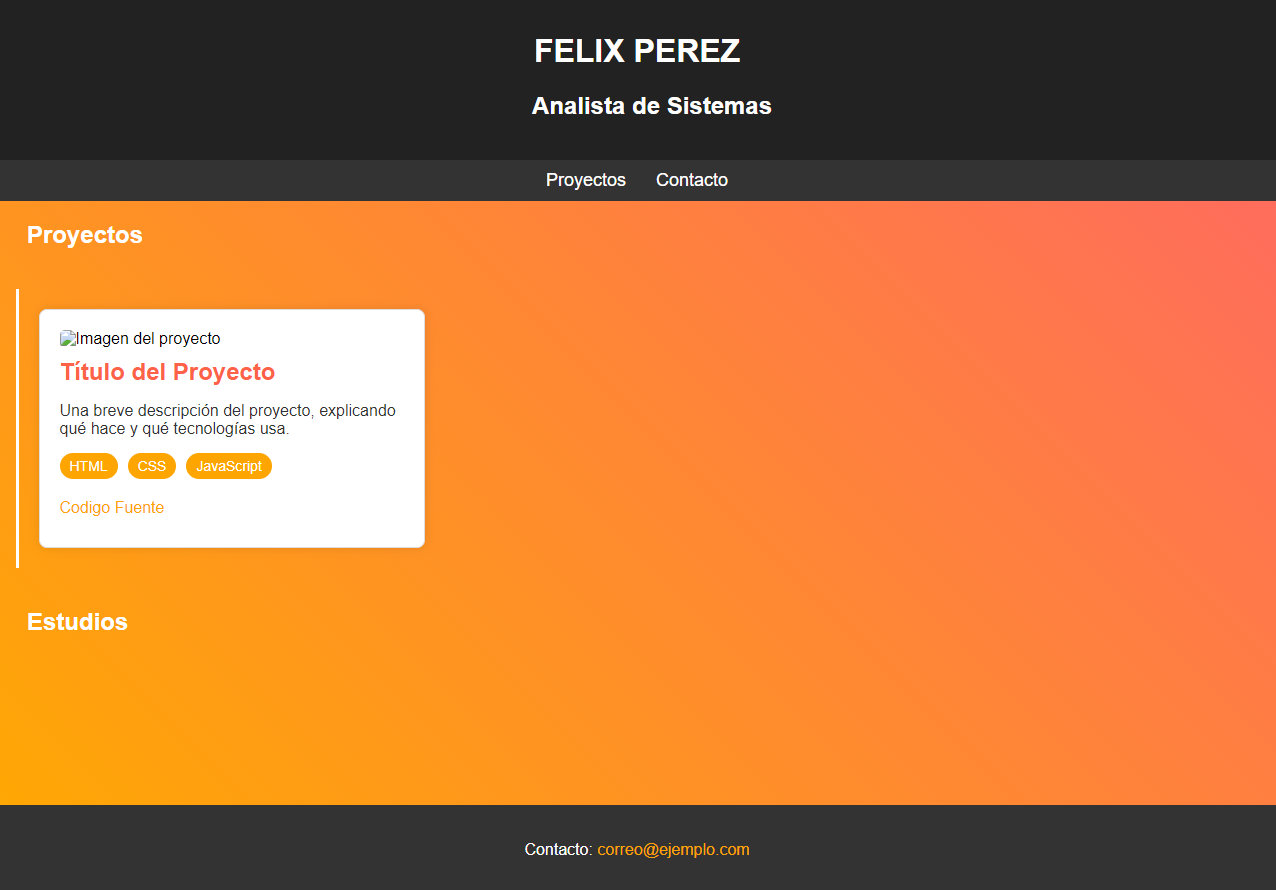 FELIX PEREZ
Analista de Sistemas
Proyectos Contacto
Proyectos
Imagen del proyecto
Título del Proyecto
Una breve descripción del proyecto, explicando
qué hace y qué tecnologías usa.
HTML CSS JavaScript
Codigo Fuente
Estudios
Contacto: correo@ejemplo.com